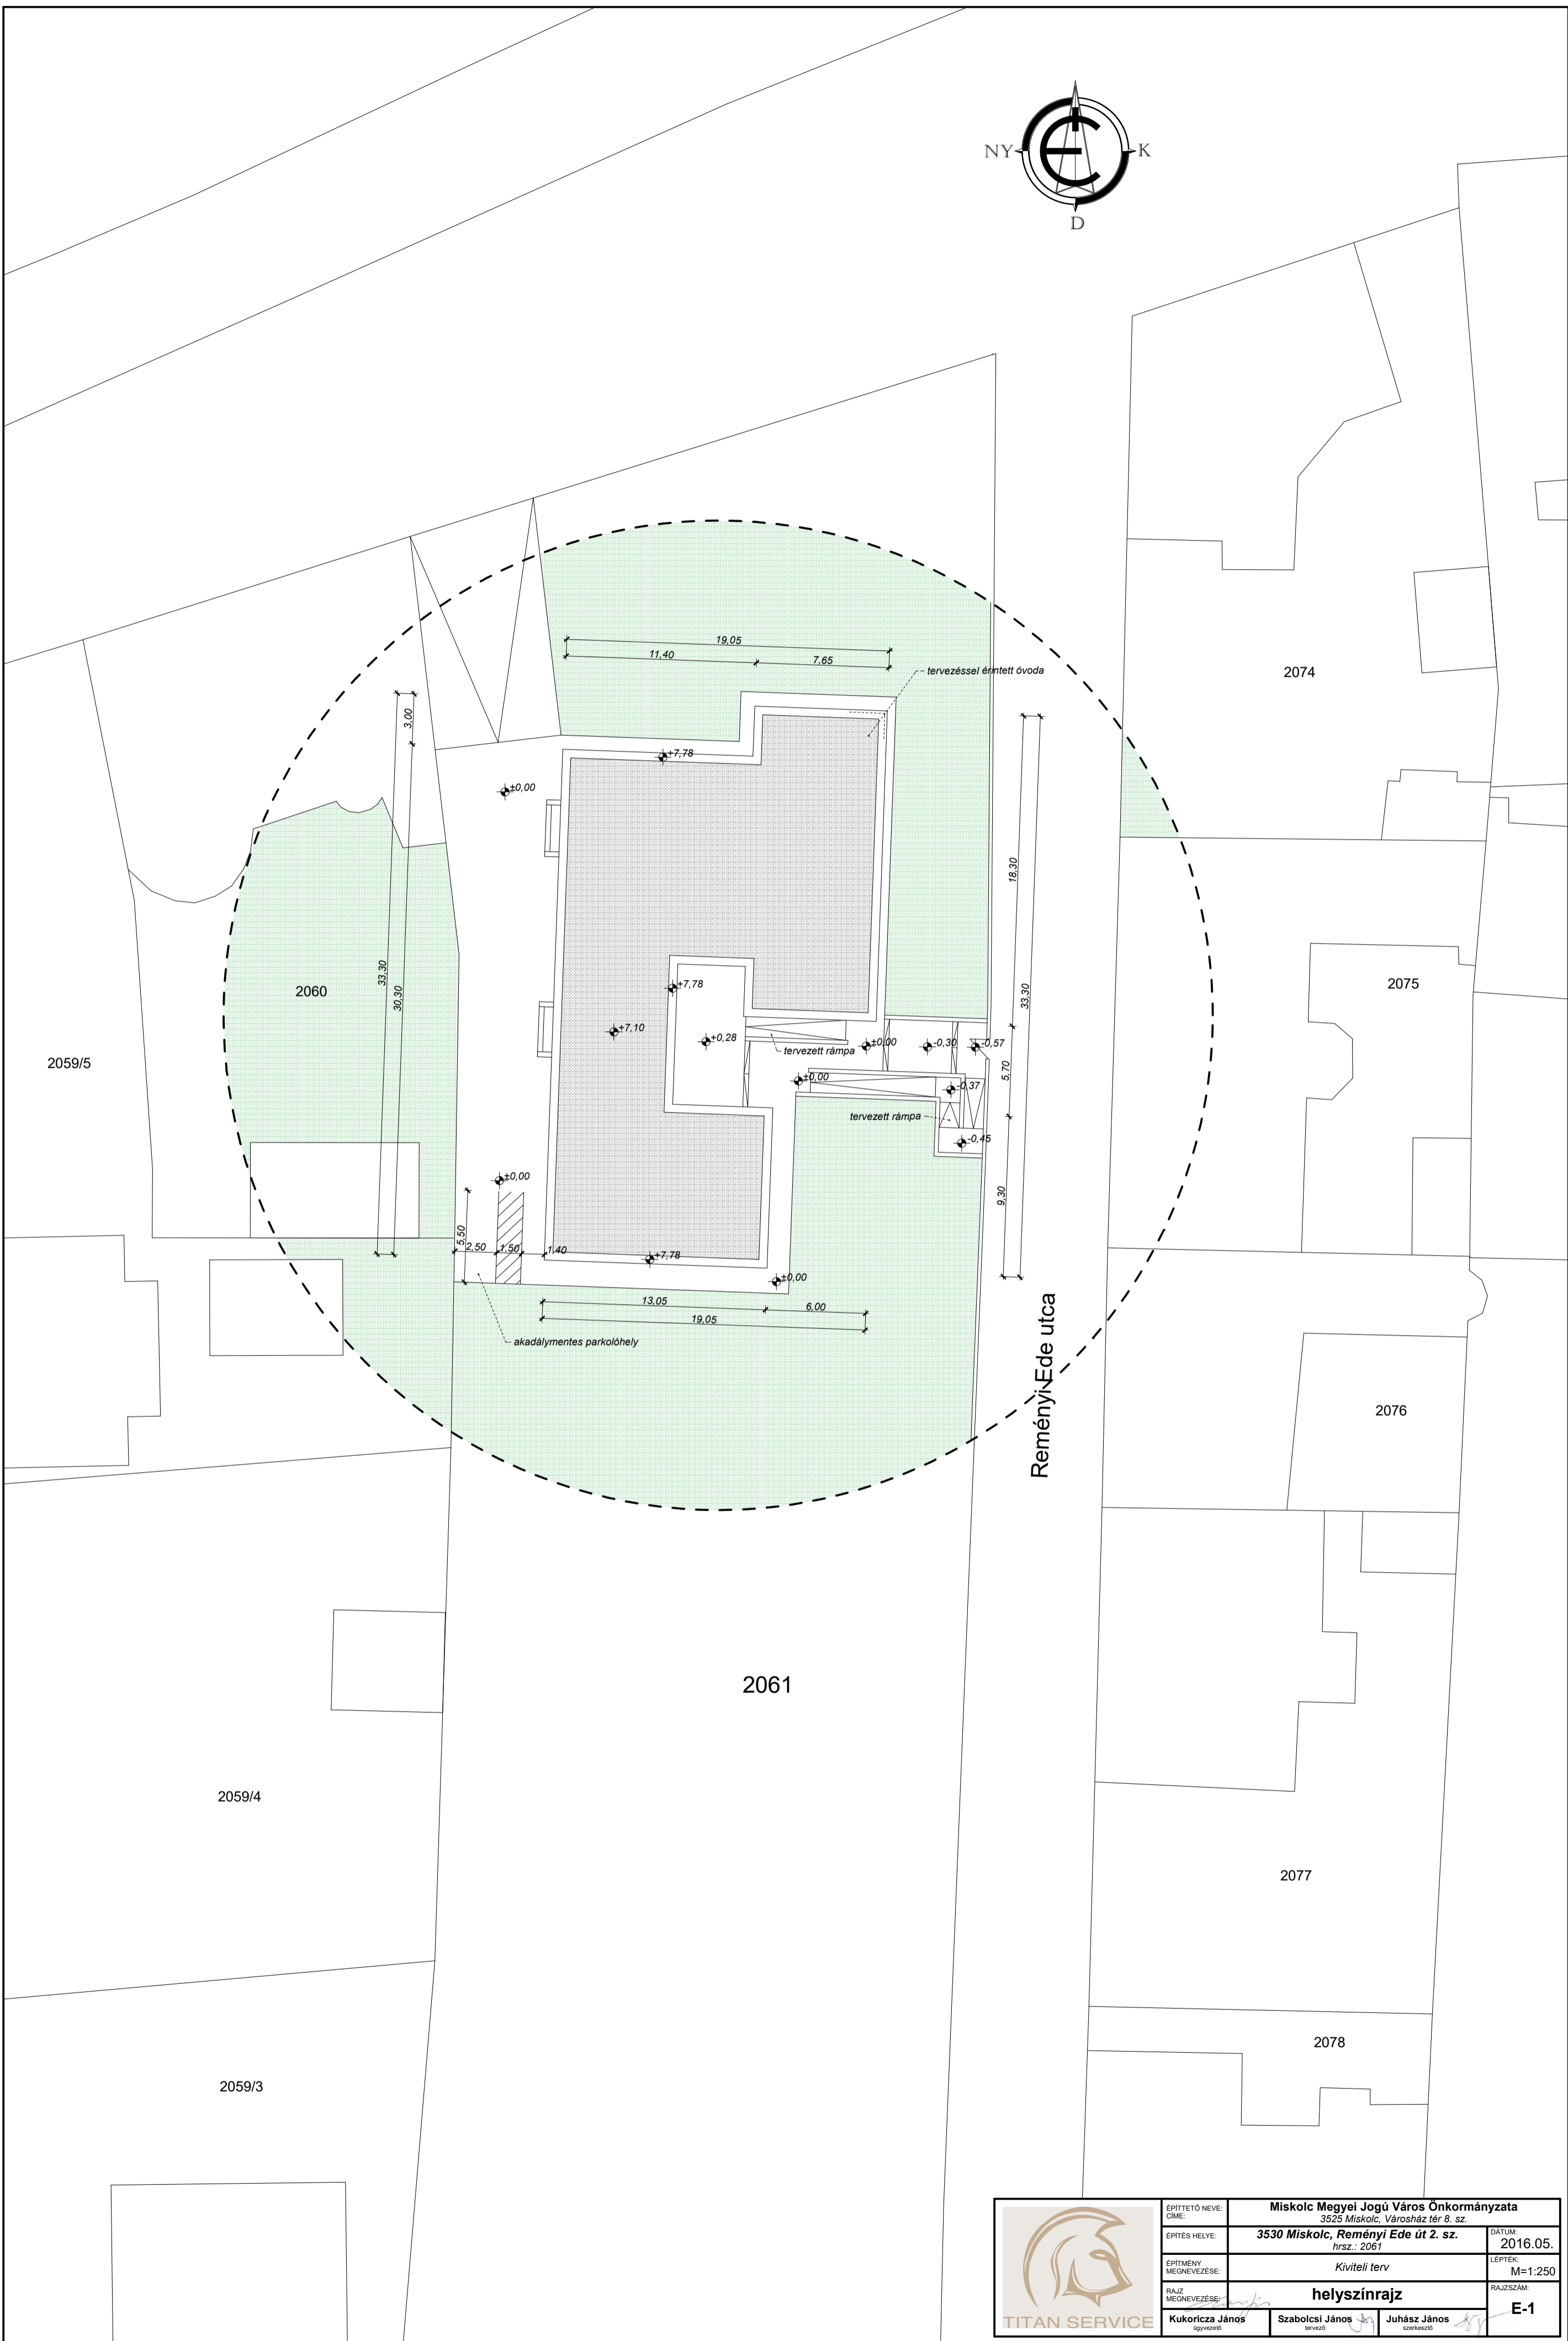 NY
K
D
19,05
11,40
7,65
tervezéssel érintett óvoda
2074
3,00
+7,78
±0,00
18,30
33,30
30,30
2060
33,30
2075
+7,78
+7,10
+0,28
tervezett rámpa
±0,00
-0,30
-0,57
2059/5
5,70
±0,00
-0,37
tervezett rámpa
-0,45
±0,00
9,30
5,50
2,50
1,50
1,40
+7,78
±0,00
13,05
6,00
19,05
akadálymentes parkolóhely
Reményi Ede utca
2076
2061
2059/4
2077
2078
2059/3
TITAN SERVICE
ÉPÍTTETŐ NEVE:
CÍME:
Miskolc Megyei Jogú Város Önkormányzata
3525 Miskolc, Városház tér 8. sz.
ÉPÍTÉS HELYE:
3530 Miskolc, Reményi Ede út 2. sz.
hrsz.: 2061
DÁTUM:
2016.05.
ÉPÍTMÉNY
MEGNEVEZÉSE:
Kiviteli terv
LÉPTÉK:
M=1:250
RAJZ
MEGNEVEZÉSE:
helyszínrajz
RAJZSZÁM:
E-1
Kukoricza János
ügyvezető
Szabolcsi János
tervező
Juhász János
szerkesztő